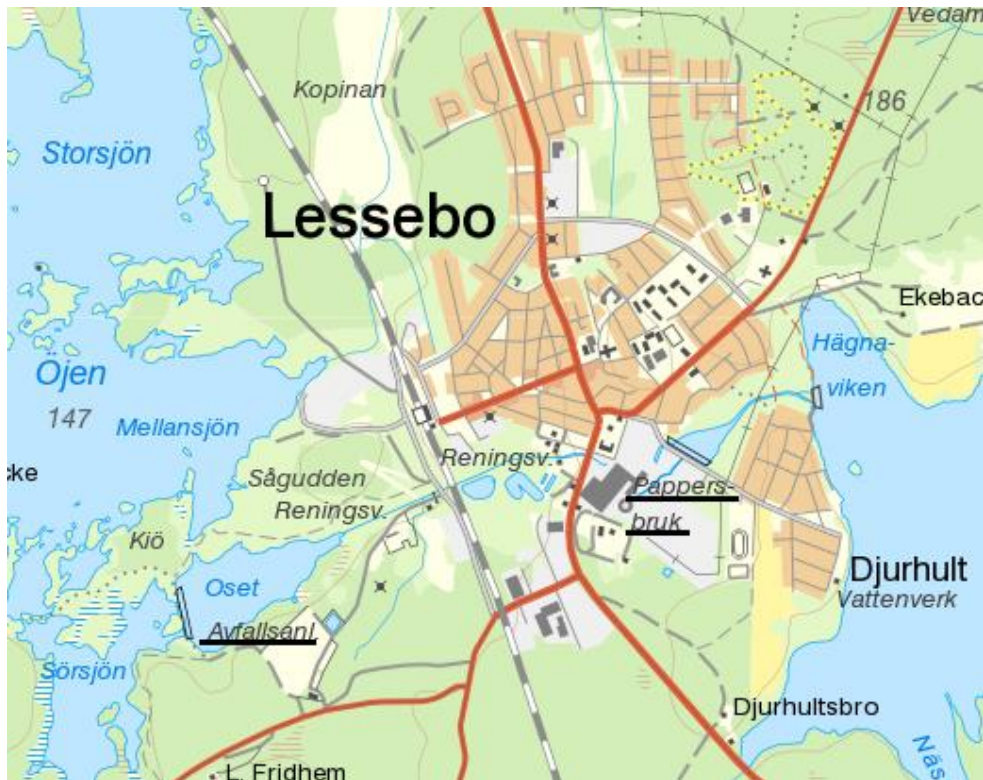 Vedam
Kopinan
186
Storsjön
Lessebo
Ekebac
Hägna-
viken
Öjen
147
Mellansjön
cke
Reningsv.
Sågudden
Reningsv.
Pappers-
bruk
Kiö
Oset
Djurhult
Vattenverk
Avfallsanl
Sörsjön
Djurhultsbro
Näs
L. Fridhem